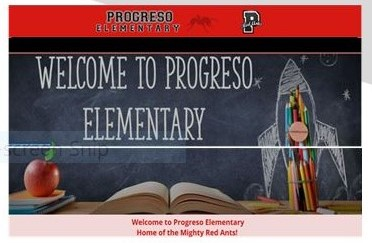 PROGRESO
ELEMENTARY
P
WELCOME TO PROGRESO
ELEMENTARY
Welcome to Progreso Elementary
Home of the Mighty Red Ants!